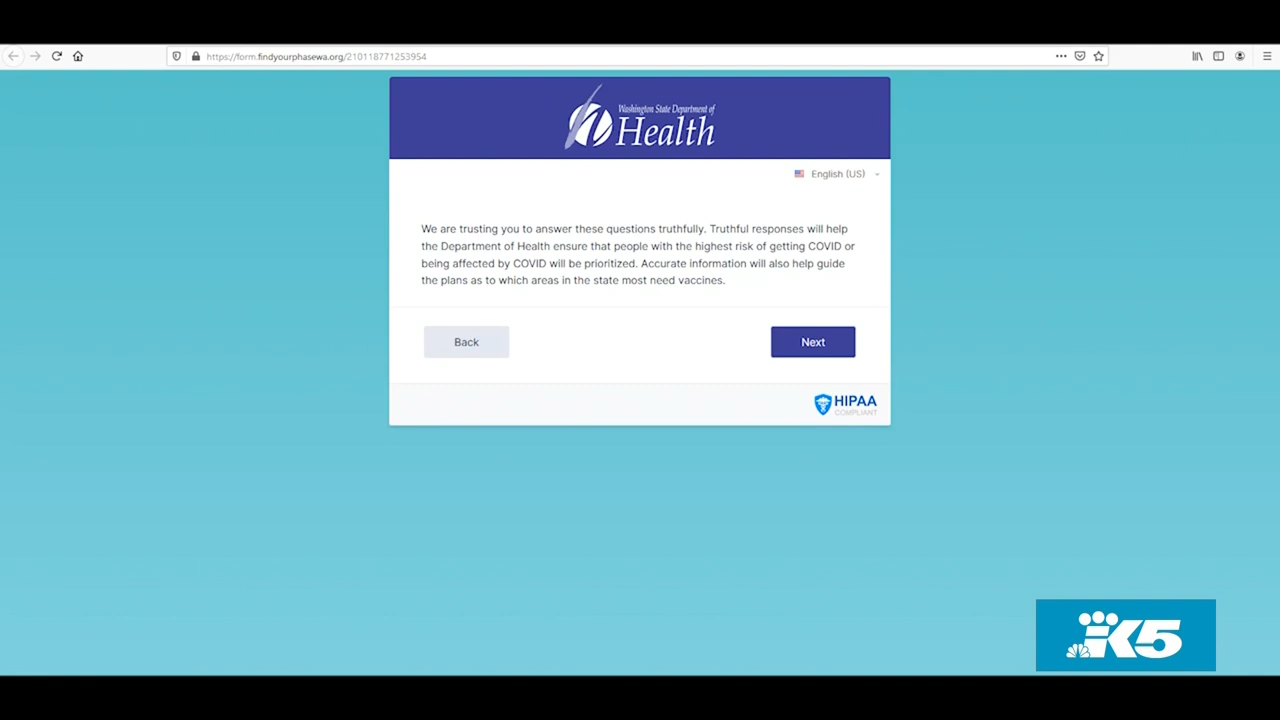 https://form.findyourphasewa.org/210118771253954
Washington State Department of
Health
English (US)
We are trusting you to answer these questions truthfully. Truthful responses will help
the Department of Health ensure that people with the highest risk of getting COVID or
being affected by COVID will be prioritized. Accurate information will also help guide
the plans as to which areas in the state most need vaccines.
Back
Next
HIPAA
COMPLIANT
K5